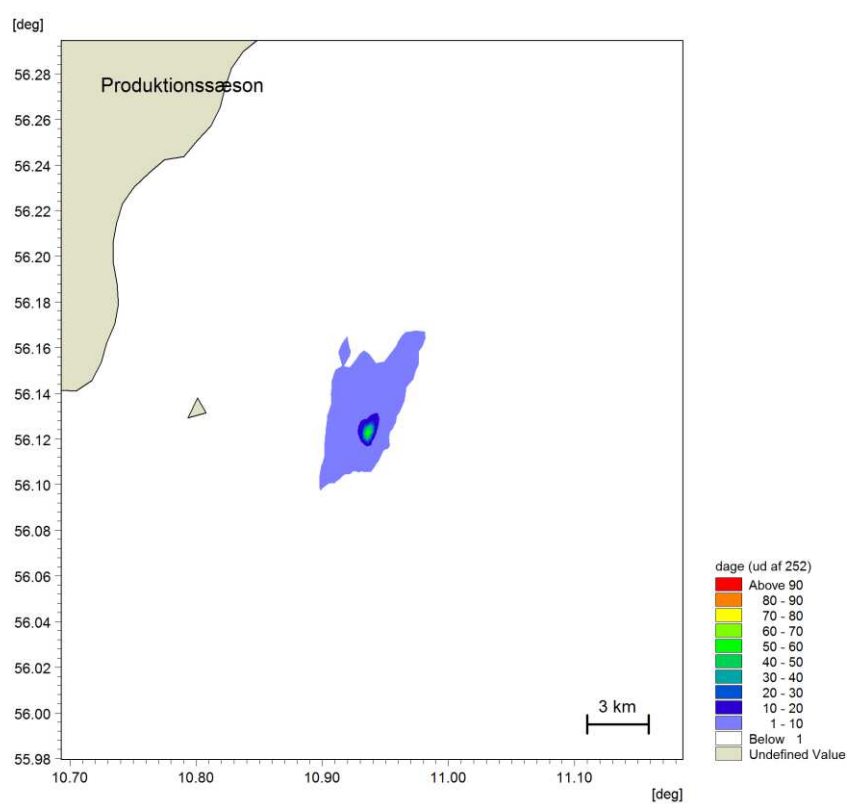 [deg]
56.28
Produktionssæson
56.26
56.24
56.22
56.20
56.18
56.16
56.14
56.12
56.10
56.08
56.06
56.04
56.02
56.00
55.98
10.70 10.80 10.90 11.00 11.10
[deg]
3 km
dage (ud af 252)
Above 90
80 - 90
70 - 80
60 - 70
50 - 60
40 - 50
30 - 40
20 - 30
10 - 20
1 - 10
Below 1
Undefined Value